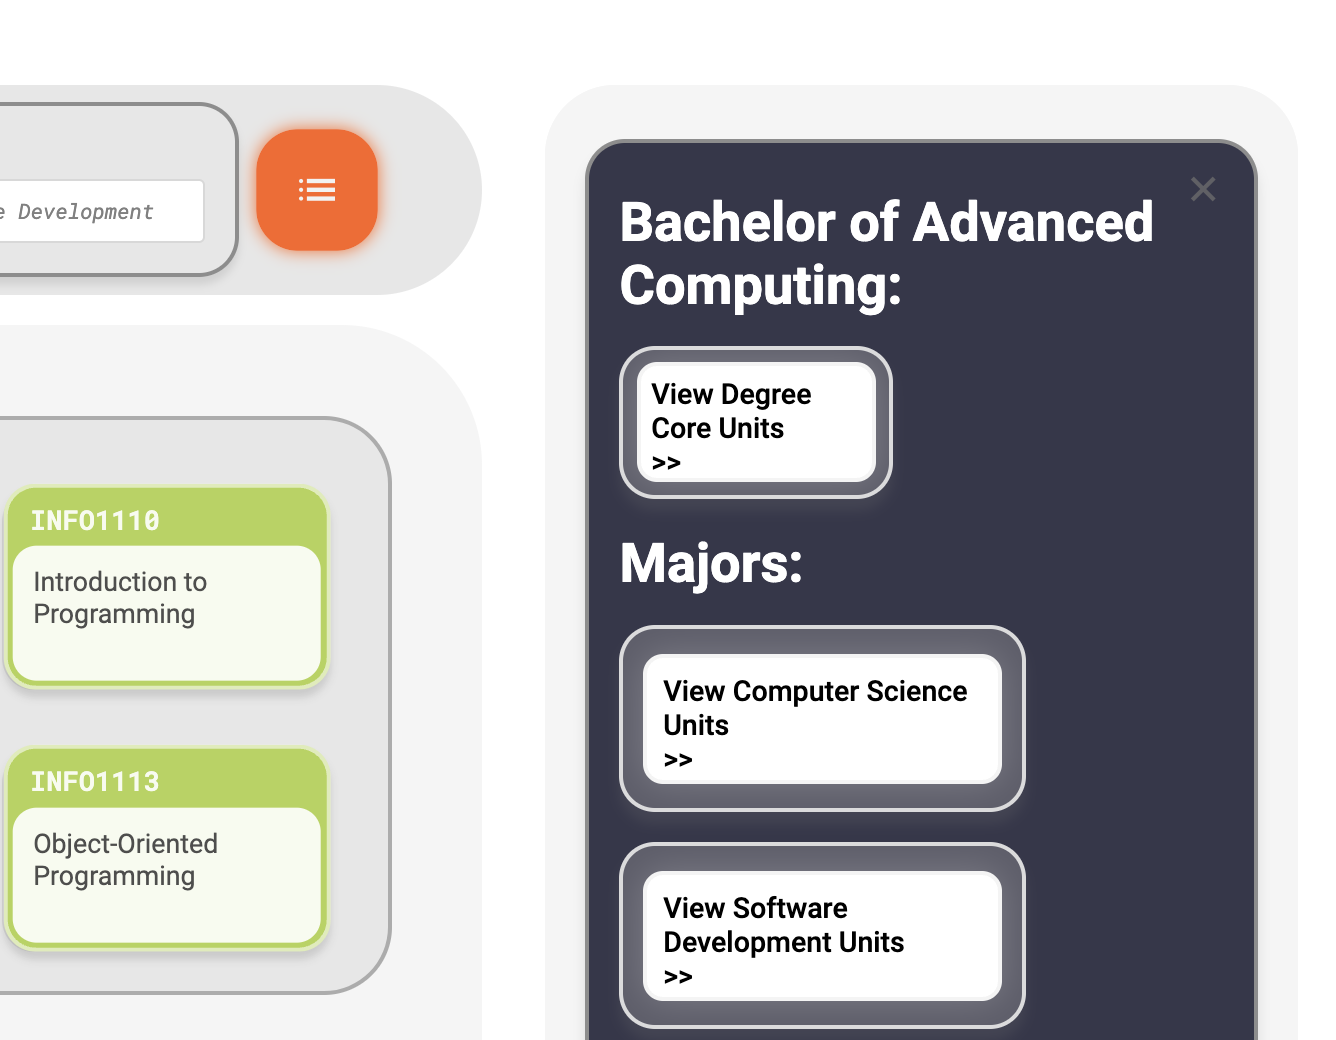 Development
INFO1110
Introduction to
Programming
INFO1113
Object-Oriented
Programming
Bachelor of Advanced
Computing:
View Degree
Core Units
>>
Majors:
View Computer Science
Units
>>
View Software
Development Units
>>